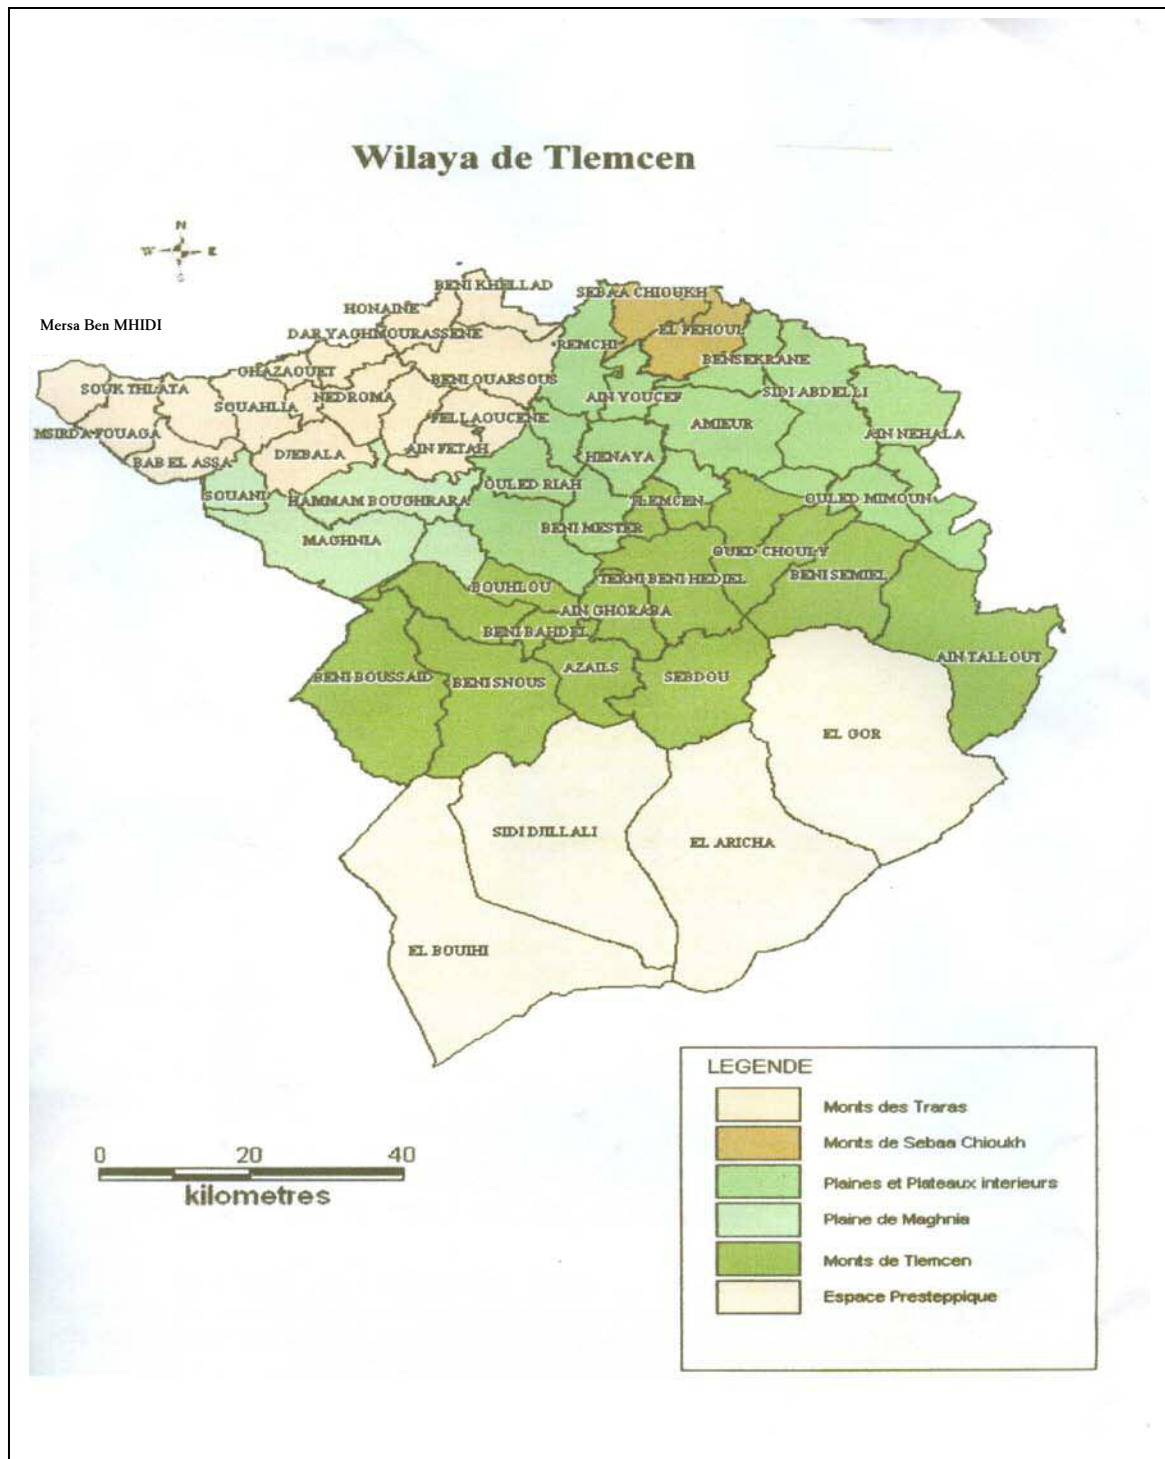 Wilaya de Tlemcen
N
W E
S
BENI KHELLAD
SEBAA CHIOUKH
HONAINE
Mersa Ben MHIDI
DAR YAGHMOURASSENE
EL FEHOUL
REMCHI
BENSEKRANE
GHAZAOUET
SOUK THLATA
BENI OUARSOUS
NEDROMA
AIN YOUCEF
SIDI ABDELLI
SOUAHLIA
FELLAOUCENE
AMIEUR
MSIRDA FOUAGA
AIN NEHALA
AIN FETAH
DJEBALA
HENAYA
BAB EL ASSA
OULED RIAH
SOUANI
HAMMAM BOUGHRARA
TLEMCEN
OULED MIMOUN
BENI MESTER
MAGHNIA
OUED CHOULY
TERNI BENI HEDIEL
BENI SEMIEL
BOUHLOU
AIN GHORABA
BENI BAHDEL
AIN TALLOUT
AZAILS
BENI BOUSSAID
BENI SNOUS
SEBDOU
EL GOR
SIDI DJILLALI
EL ARICHA
EL BOUIHI
LEGENDE
Monts des Traras
Monts de Sebaa Chioukh
Plaines et Plateaux interieurs
Plaine de Maghnia
Monts de Tlemcen
Espace Presteppique
0 20 40
kilometres